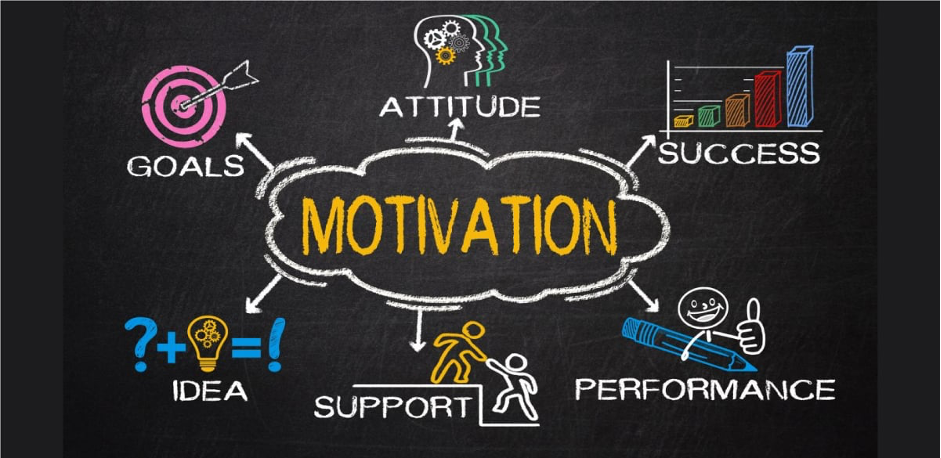 ATTITUDE
GOALS
SUCCESS
MOTIVATION
?+=!
IDEA
SUPPORT
PERFORMANCE